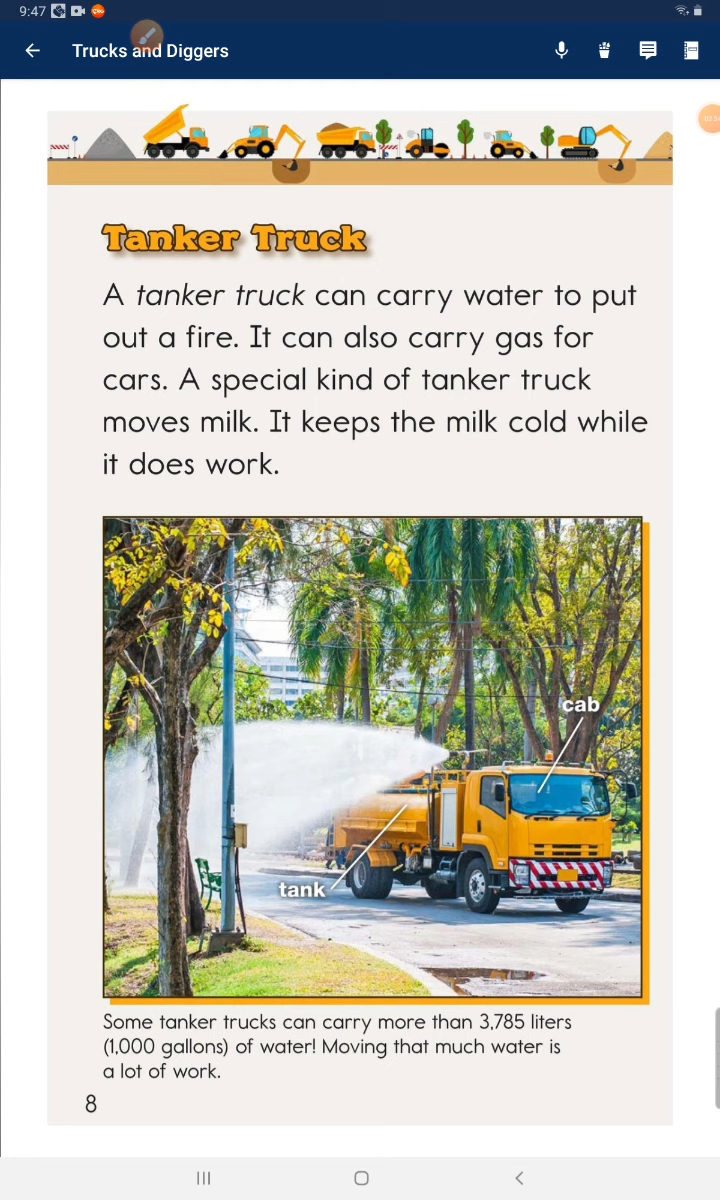 9:47
Trucks and Diggers
Tanker Truck
A tanker truck can carry water to put
out a fire. It can also carry gas for
cars. A special kind of tanker truck
moves milk. It keeps the milk cold while
it does work.
cab
tank
Some tanker trucks can carry more than 3,785 liters
(1,000 gallons) of water! Moving that much water is
a lot of work.
8